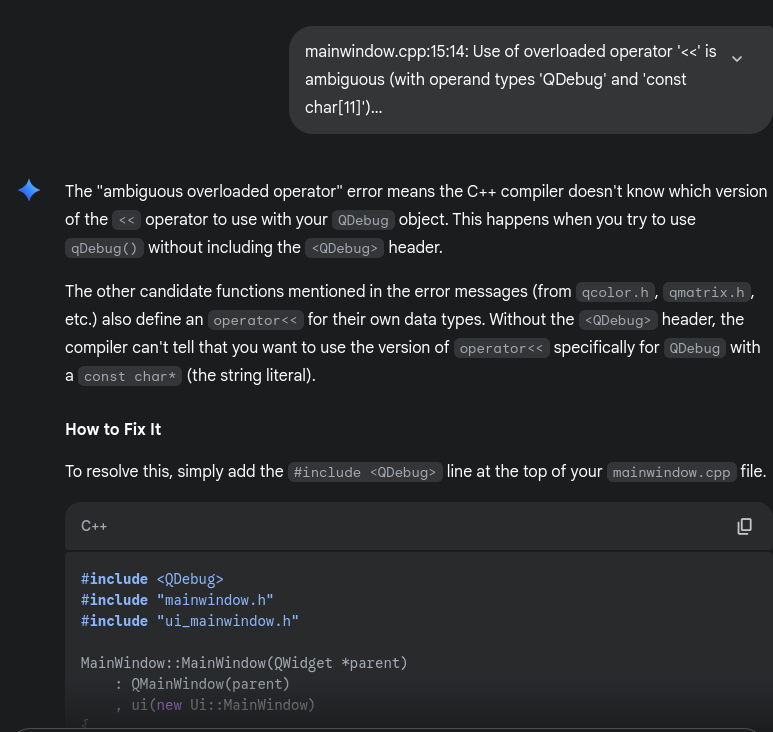 mainwindow.cpp:15:14: Use of overloaded operator '<<' is
ambiguous (with operand types 'QDebug' and 'const
char[11]')...
The "ambiguous overloaded operator" error means the C++ compiler doesn't know which version
of the << operator to use with your QDebug object. This happens when you try to use
qDebug() without including the <QDebug> header.
The other candidate functions mentioned in the error messages (from qcolor.h, qmatrix.h,
etc.) also define an operator<< for their own data types. Without the <QDebug> header, the
compiler can't tell that you want to use the version of operator<< specifically for QDebug with
a const char* (the string literal).
How to Fix It
To resolve this, simply add the #include <QDebug> line at the top of your mainwindow.cpp file.
C++
#include <QDebug>
#include "mainwindow.h"
#include "ui_mainwindow.h"
MainWindow::MainWindow(QWidget *parent)
    : QMainWindow(parent)
    , ui(new Ui::MainWindow)
{